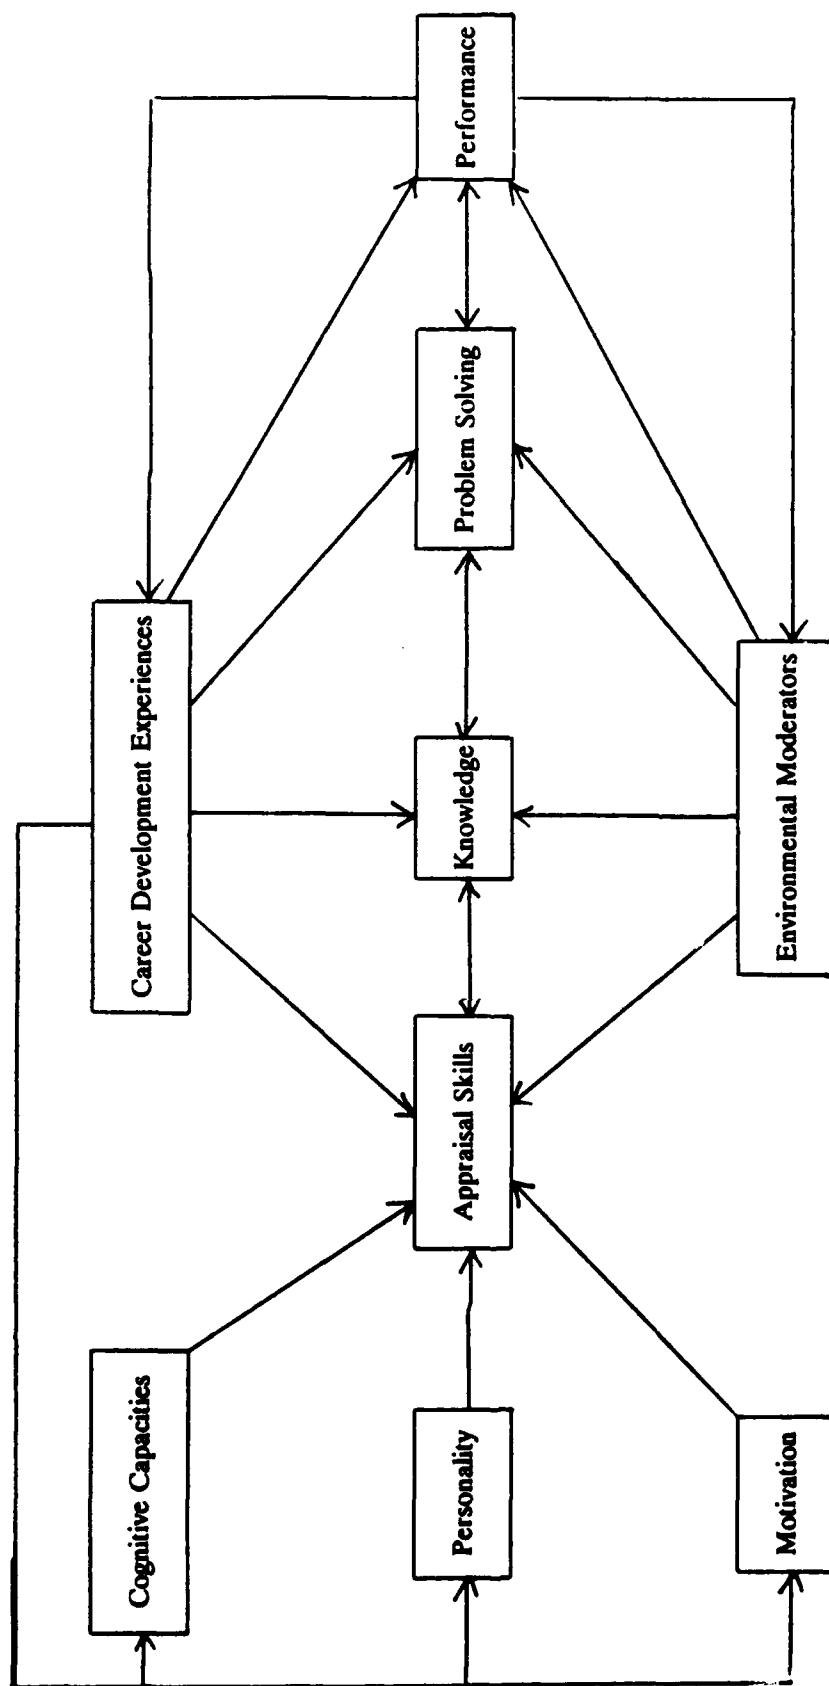 Cognitive Capacities
Career Development Experiences
Personality
Appraisal Skills
Knowledge
Problem Solving
Performance
Motivation
Environmental Moderators